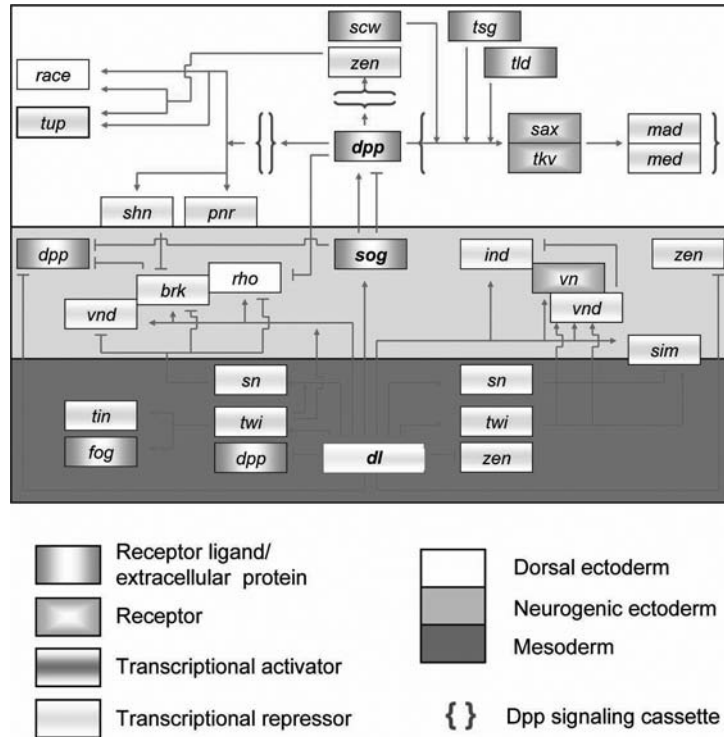 scw
tsg
zen
tld
race
tup
dpp
sax
mad
tkv
med
shn
pnr
dpp
sog
ind
zen
rho
vn
brk
vnd
vnd
sim
sn
sn
tin
twi
twi
fog
dpp
dl
zen
Receptor ligand/
extracellular protein
Receptor
Transcriptional activator
Transcriptional repressor
Dorsal ectoderm
Neurogenic ectoderm
Mesoderm
{ } Dpp signaling cassette